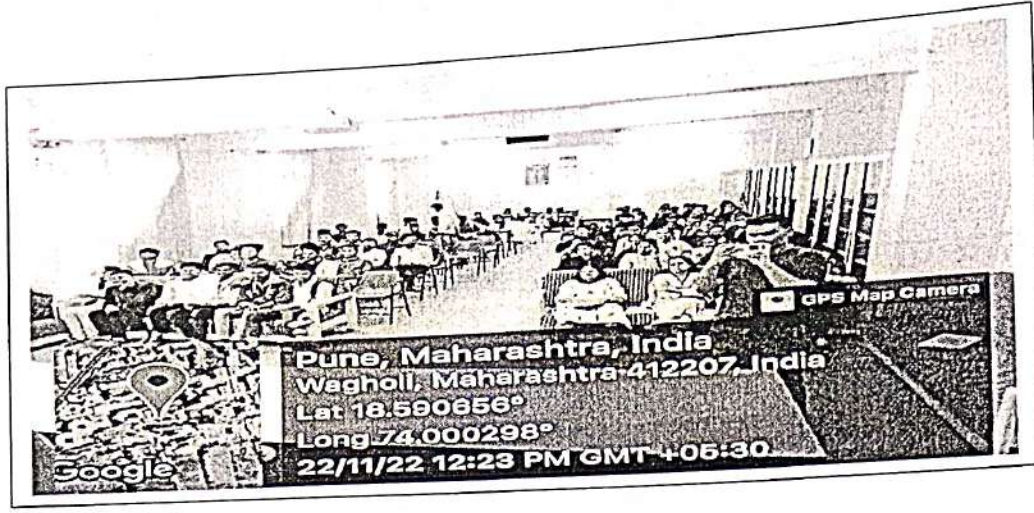 GPS Map Camera
Pune, Maharashtra, India
Wagholi, Maharashtra 412207, India
Lat 18.590656°
Long 74.000298°
22/11/22 12:23 PM GMT +05:30
Google